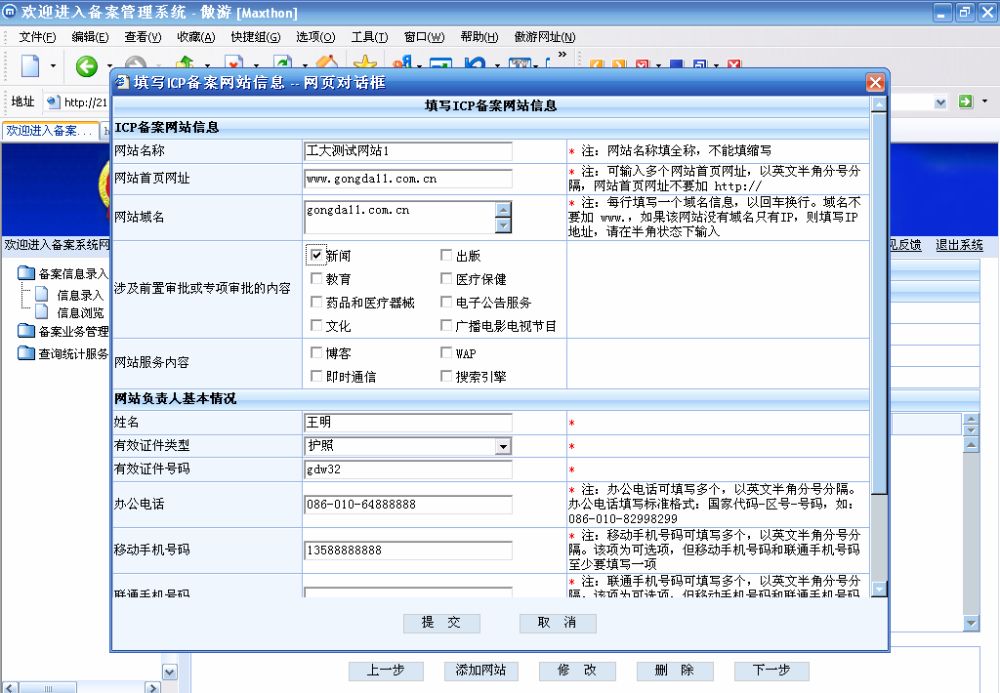 欢迎进入备案管理系统 - 傲游 [Maxthon]
文件(F) 编辑(E) 查看(V) 收藏(A) 快捷组(G) 选项(O) 工具(T) 窗口(W) 帮助(H) 傲游网址(N)
地址 http://21
欢迎进入备案...
填写ICP备案网站信息 -- 网页对话框
填写ICP备案网站信息
ICP备案网站信息
网站名称 工大测试网站1 * 注: 网站名称填全称, 不能填缩写
网站首页网址 www.gongdall.com.cn * 注: 可输入多个网站首页网址, 以英文半角分号分
隔, 网站首页网址不要加 http://
网站域名 gongdall.com.cn * 注: 每行填写一个域名信息, 以回车换行。域名不
要加 www.，如果该网站没有域名只有IP，则填写IP
地址，请在半角状态下输入
欢迎进入备案系统网
见反馈 退出系统
备案信息录入
信息录入
信息浏览
备案业务管理
查询统计服务
涉及前置审批或专项审批的内容
新闻 出版
教育 医疗保健
药品和医疗器械 电子公告服务
文化 广播电影电视节目
网站服务内容
博客 WAP
即时通信 搜索引擎
网站负责人基本情况
姓名 王明 *
有效证件类型 护照 *
有效证件号码 gdw32 *
办公电话 086-010-64888888 * 注: 办公电话可填写多个, 以英文半角分号分隔。
办公电话填写标准格式: 国家代码-区号-号码, 如:
086-010-82998299
移动手机号码 13588888888 * 注: 移动手机号码可填写多个, 以英文半角分号分
隔。该项为可选项, 但移动手机号码和联通手机号码
至少要填写一项
联通手机号码 * 注: 联通手机号码可填写多个, 以英文半角分号分
隔。该项为可选项, 但移动手机号码和联通手机号码
提 交 取 消
上一步 添加网站 修 改 删 除 下一步